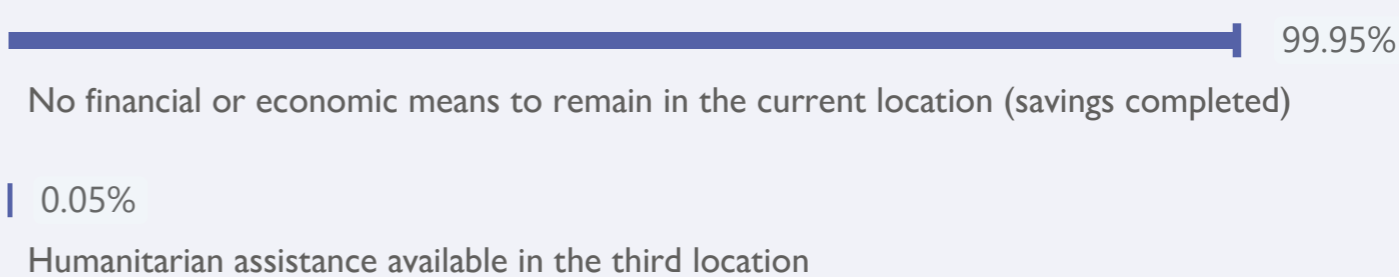 99.95%
No financial or economic means to remain in the current location (savings completed)
0.05%
Humanitarian assistance available in the third location